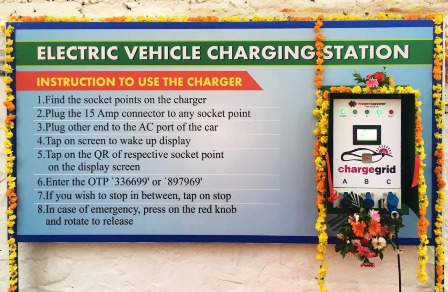 ELECTRIC VEHICLE CHARGING STATION
INSTRUCTION TO USE THE CHARGER
1.Find the socket points on the charger
2.Plug the 15 Amp connector to any socket point
3.Plug other end to the AC port of the car
4.Tap on screen to wake up display
5.Tap on the QR of respective socket point
on the display screen
6.Enter the OTP `336699' or `897969'
7.If you wish to stop in between, tap on stop
8.In case of emergency, press on the red knob
and rotate to release
chargegrid
A B C